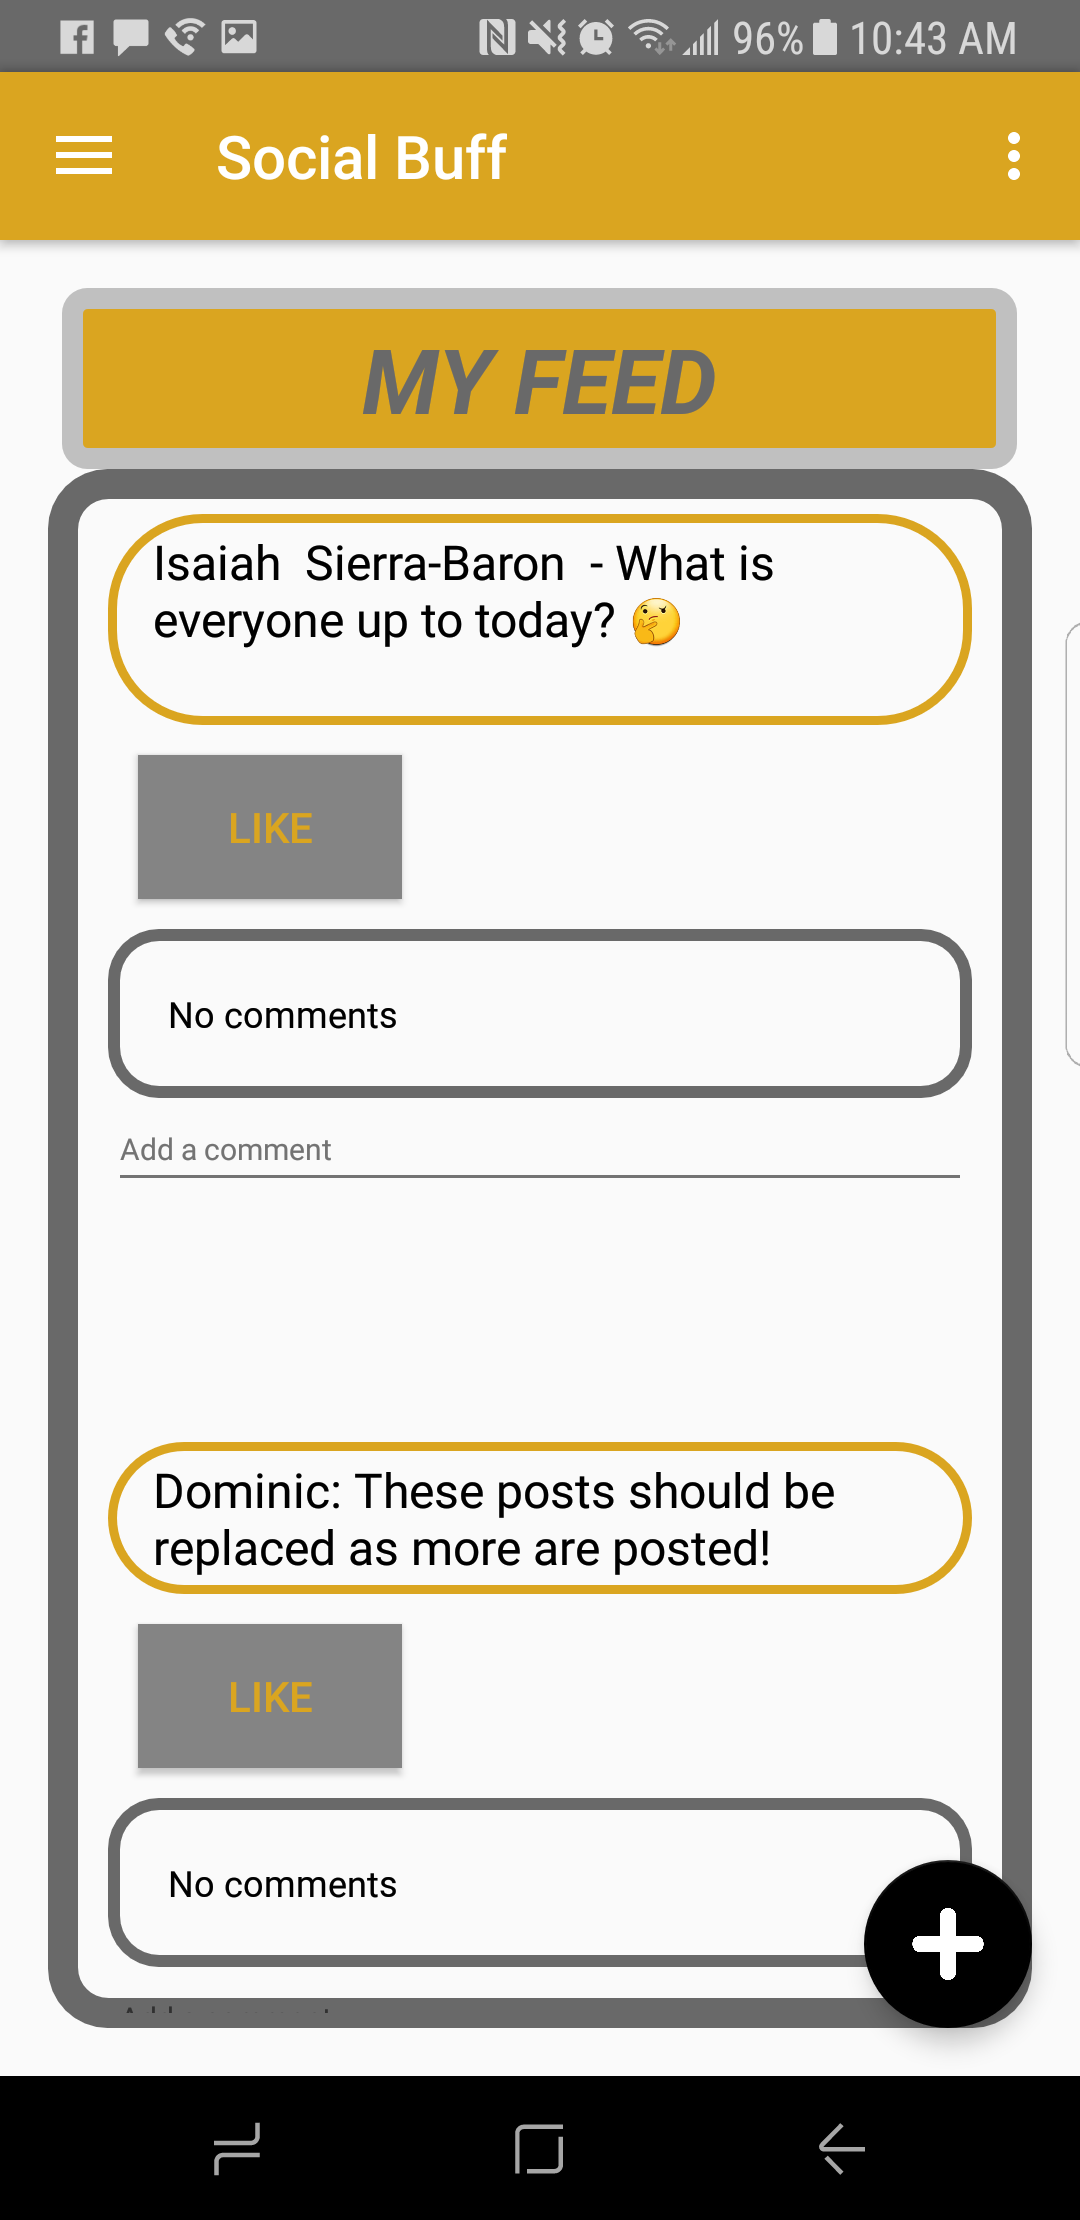 96% 10:43 AM
Social Buff
MY FEED
Isaiah  Sierra-Baron  - What is
everyone up to today? 🤔
LIKE
No comments
Add a comment
Dominic: These posts should be
replaced as more are posted!
LIKE
No comments